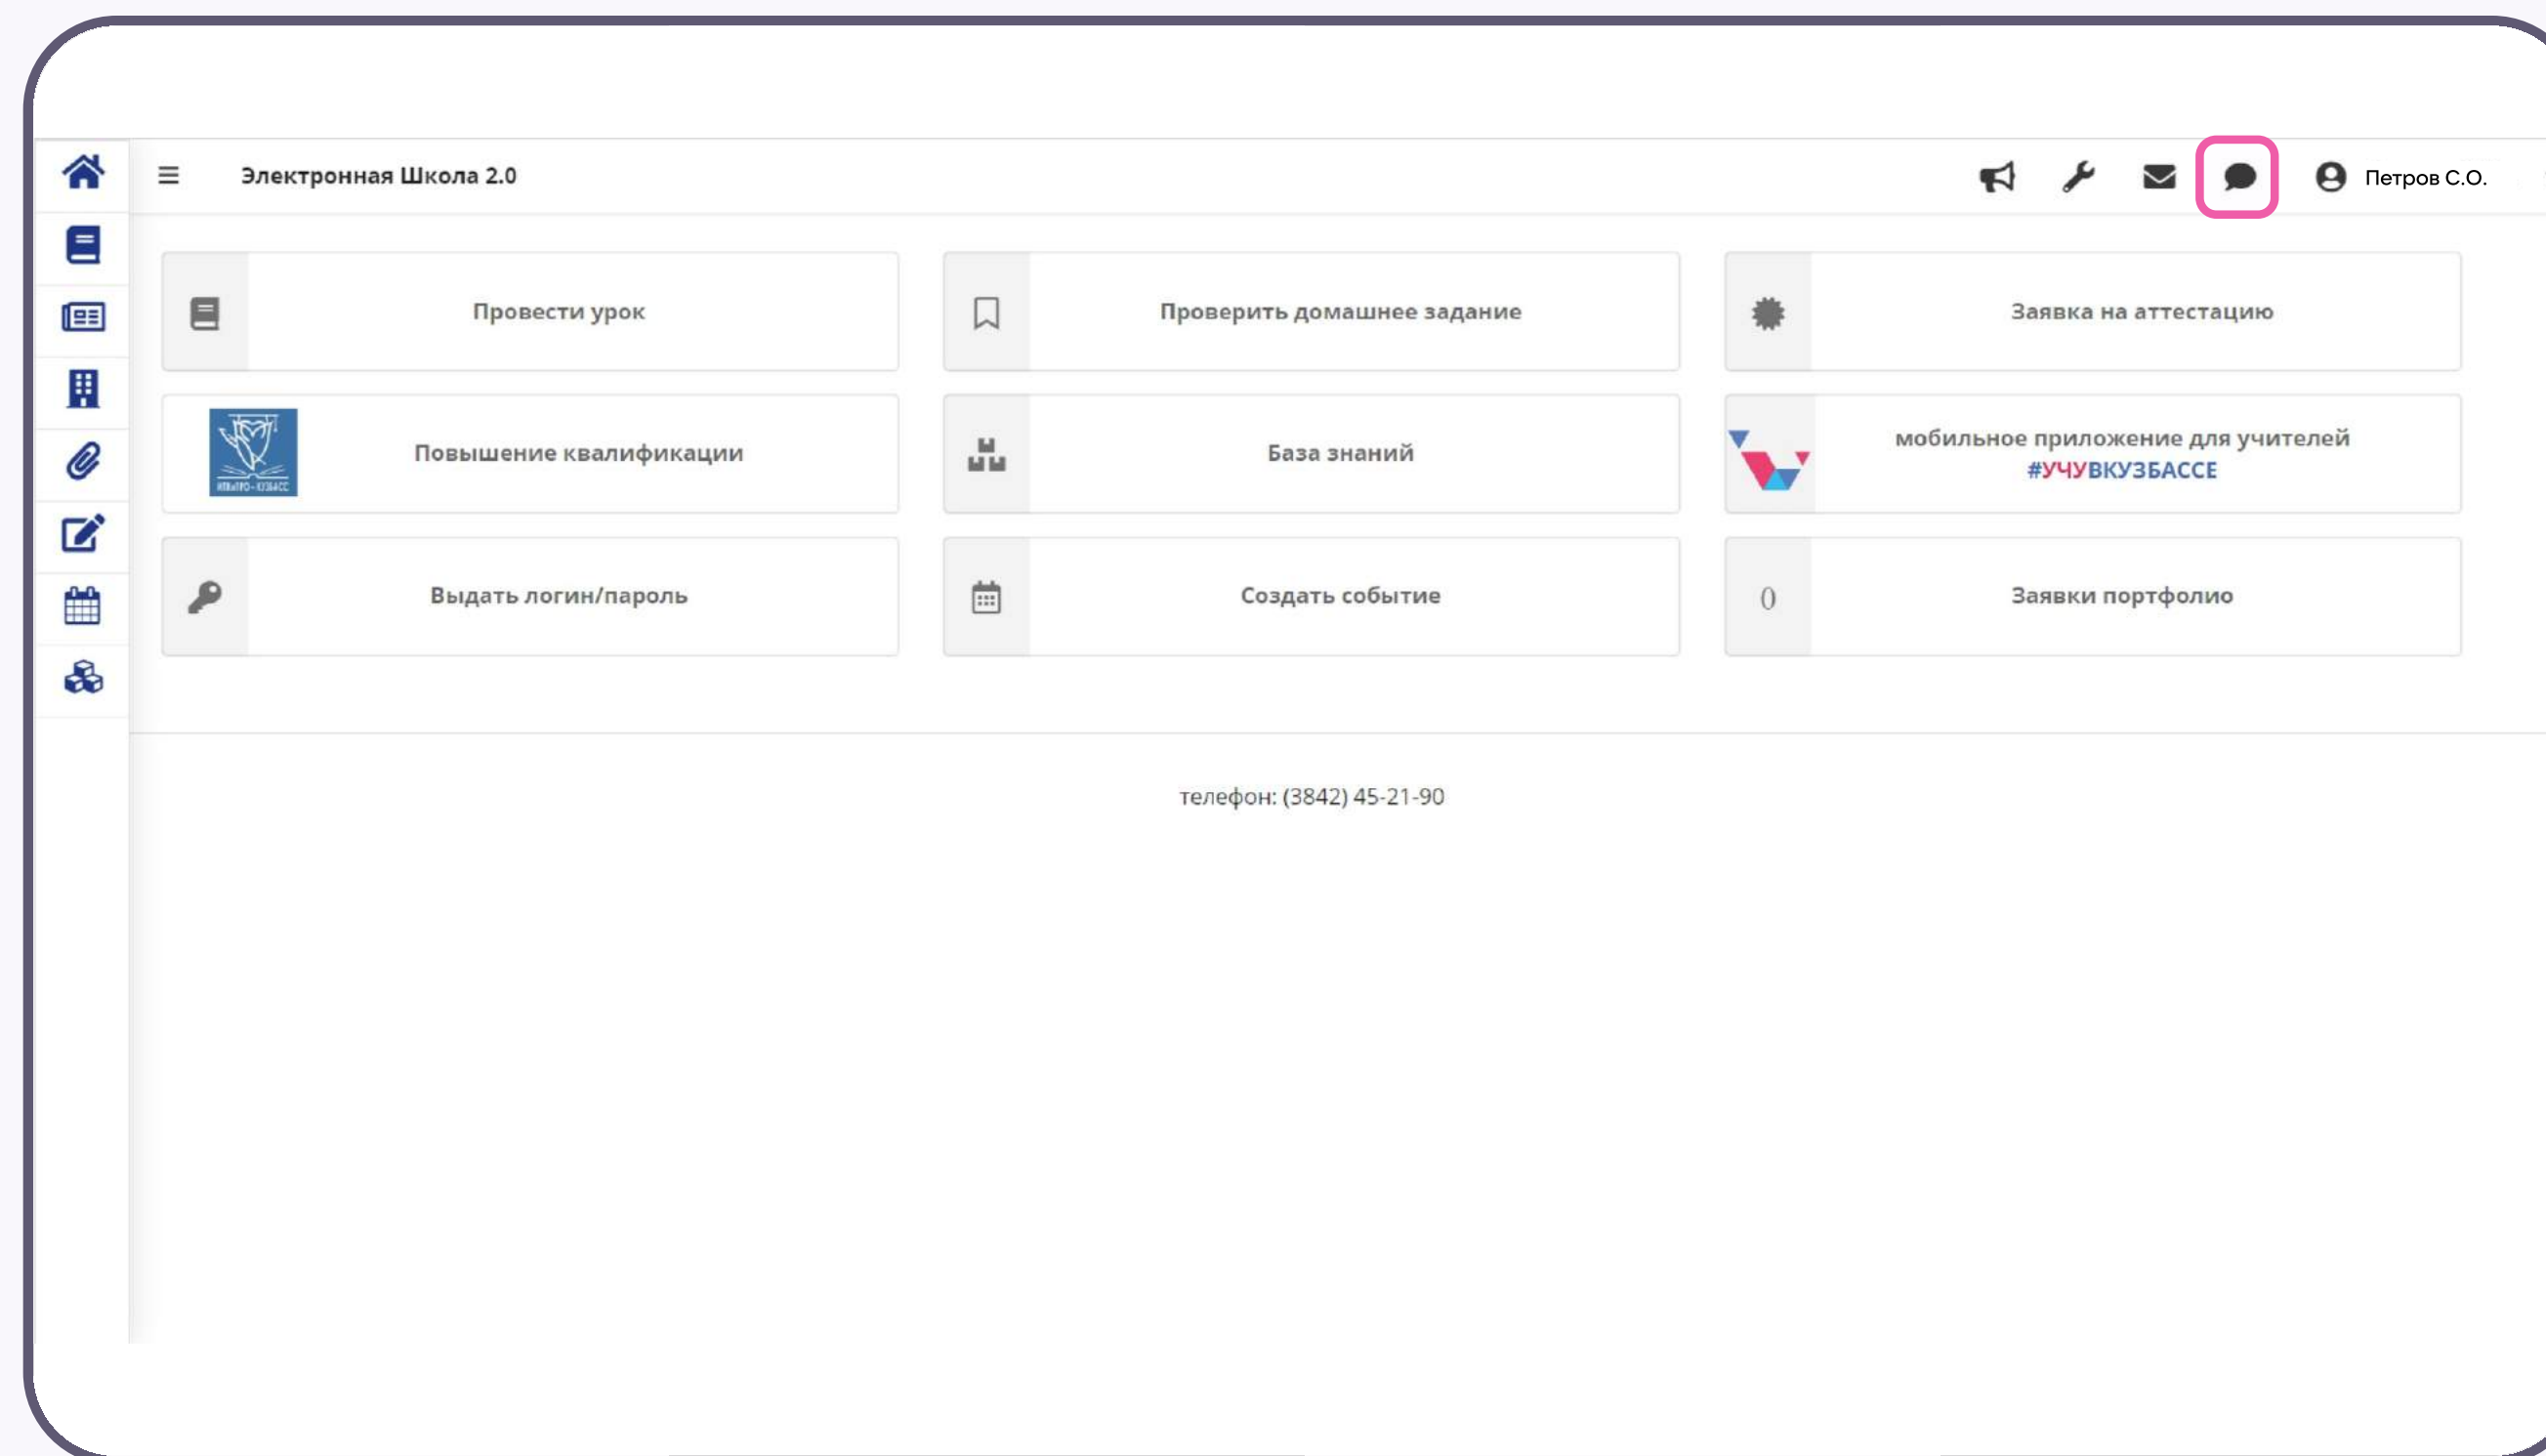 Электронная Школа 2.0
Петров С.О.
Провести урок
Проверить домашнее задание
Заявка на аттестацию
Повышение квалификации
База знаний
мобильное приложение для учителей
#УЧУВКУЗБАССЕ
Выдать логин/пароль
Создать событие
0
Заявки портфолио
телефон: (3842) 45-21-90